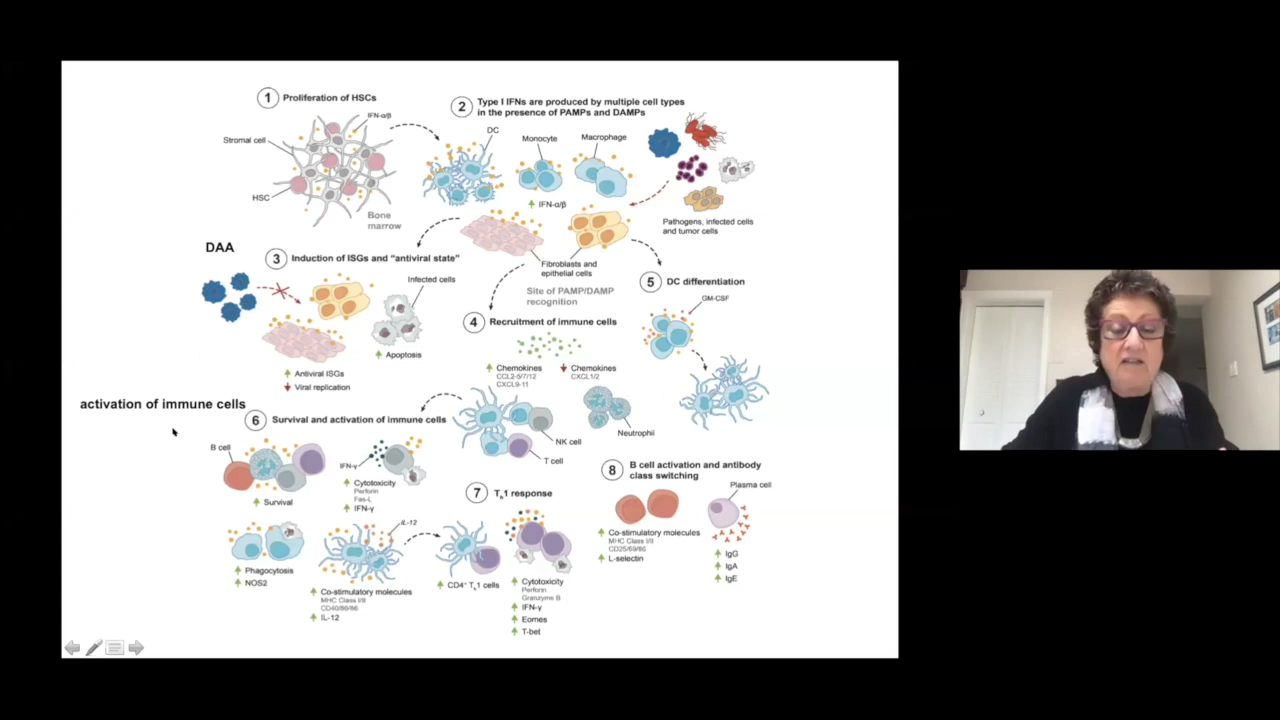 1 Proliferation of HSCs
IFN-α/β
Stromal cell
HSC
Bone
marrow
2 Type I IFNs are produced by multiple cell types
in the presence of PAMPs and DAMPs
DC
Monocyte
Macrophage
IFN-α/β
Pathogens, infected cells
and tumor cells
Fibroblasts and
epithelial cells
Site of PAMP/DAMP
recognition
DAA
3 Induction of ISGs and “antiviral state”
Infected cells
Apoptosis
Antiviral ISGs
Viral replication
4 Recruitment of immune cells
Chemokines
CCL2-5/7/12
CXCL9-11
Chemokines
CXCL1/2
Neutrophil
NK cell
T cell
5 DC differentiation
GM-CSF
activation of immune cells
6 Survival and activation of immune cells
B cell
Survival
IFN-γ
Cytotoxicity
Perforin
Fas-L
IFN-γ
Phagocytosis
NOS2
IL-12
Co-stimulatory molecules
MHC Class I/II
CD40/80/86
IL-12
7 Th1 response
CD4+ Th1 cells
Cytotoxicity
Perforin
Granzyme B
IFN-γ
Eomes
T-bet
8 B cell activation and antibody
class switching
Plasma cell
Co-stimulatory molecules
MHC Class I/II
CD25/69/86
L-selectin
IgG
IgA
IgE